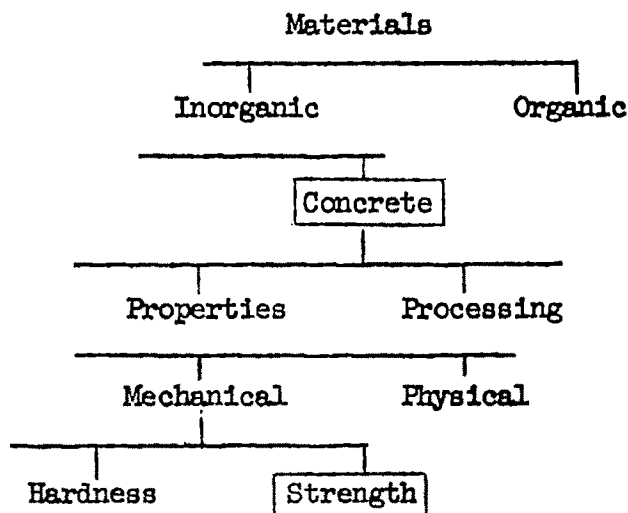 Materials
Inorganic Organic
Concrete
Properties Processing
Mechanical Physical
Hardness Strength